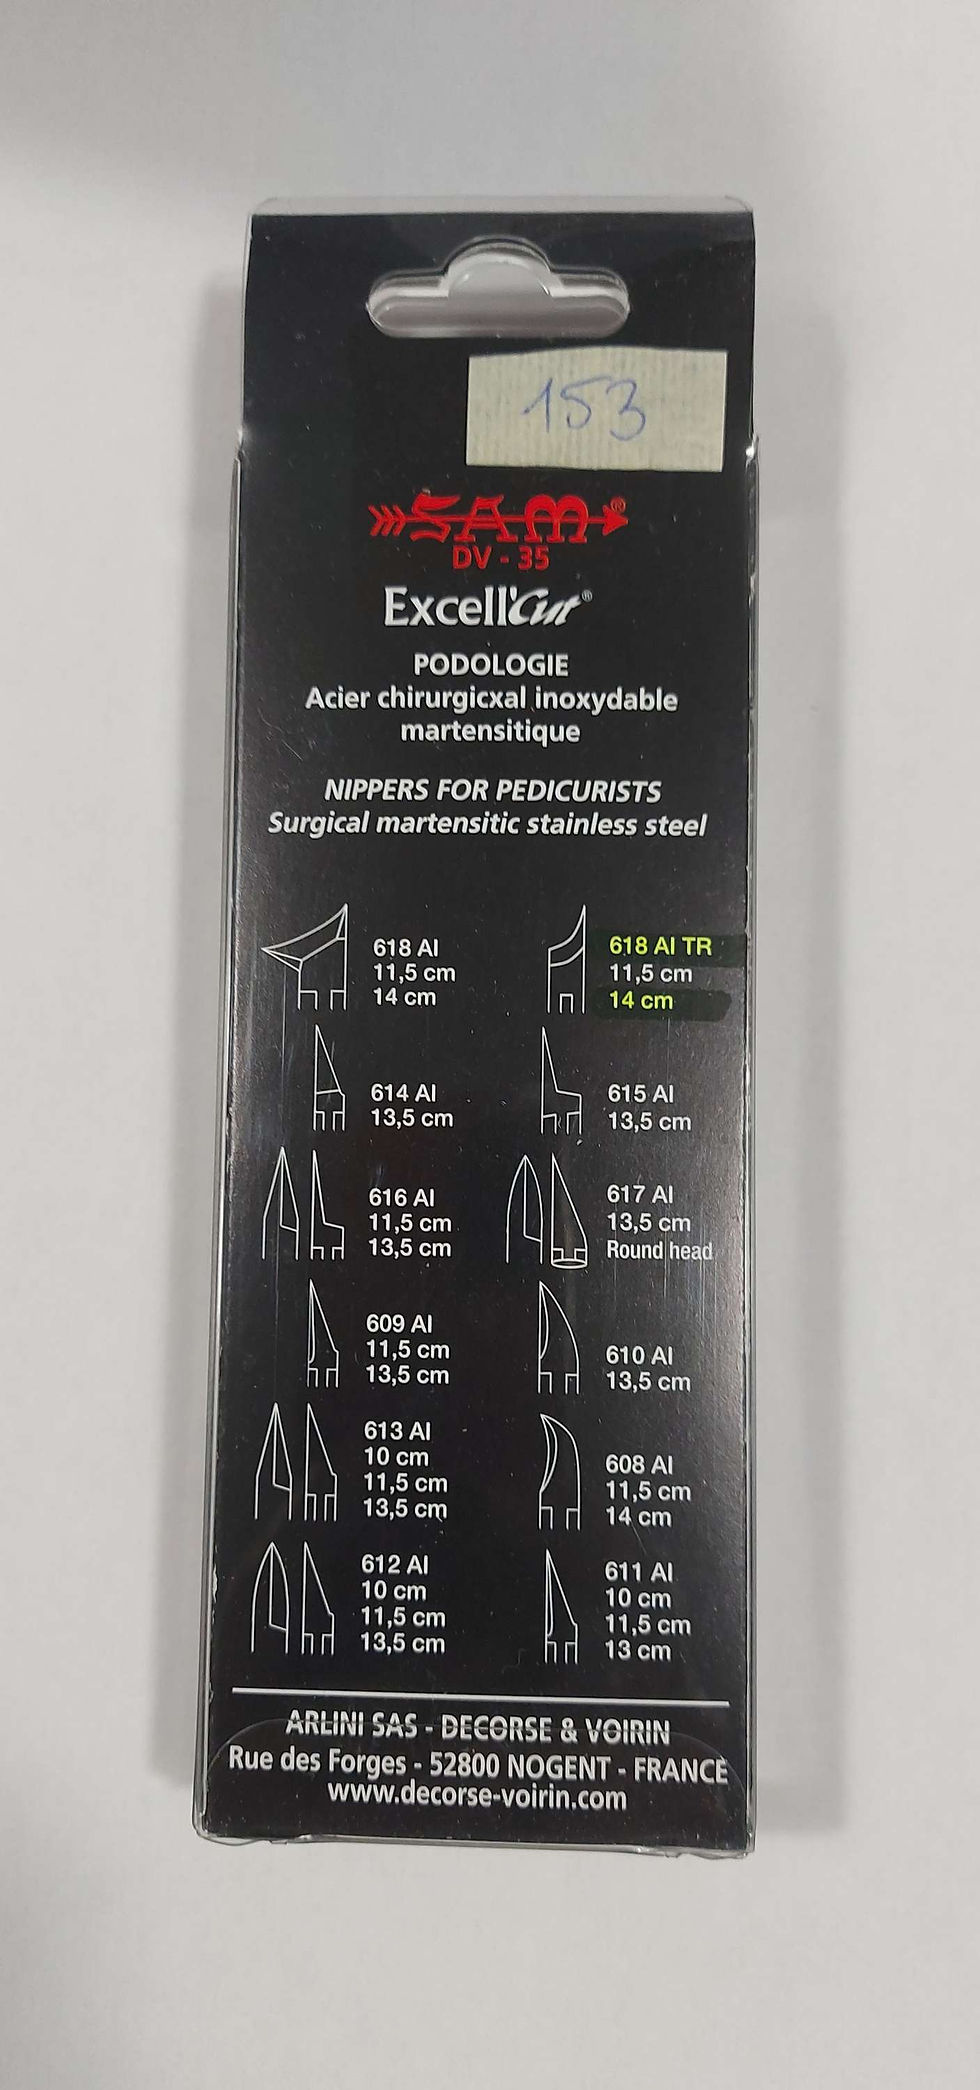 153
SAM®
DV - 35
Excell'Cut®
PODOLOGIE
Acier chirurgicxal inoxydable
martensitique
NIPPERS FOR PEDICURISTS
Surgical martensitic stainless steel
618 AI
11,5 cm
14 cm
618 AI TR
11,5 cm
14 cm
614 AI
13,5 cm
615 AI
13,5 cm
616 AI
11,5 cm
13,5 cm
617 AI
13,5 cm
Round head
609 AI
11,5 cm
13,5 cm
610 AI
13,5 cm
613 AI
10 cm
11,5 cm
13,5 cm
608 AI
11,5 cm
14 cm
612 AI
10 cm
11,5 cm
13,5 cm
611 AI
10 cm
11,5 cm
13 cm
ARLINI SAS - DECORSE & VOIRIN
Rue des Forges - 52800 NOGENT - FRANCE
www.decorse-voirin.com